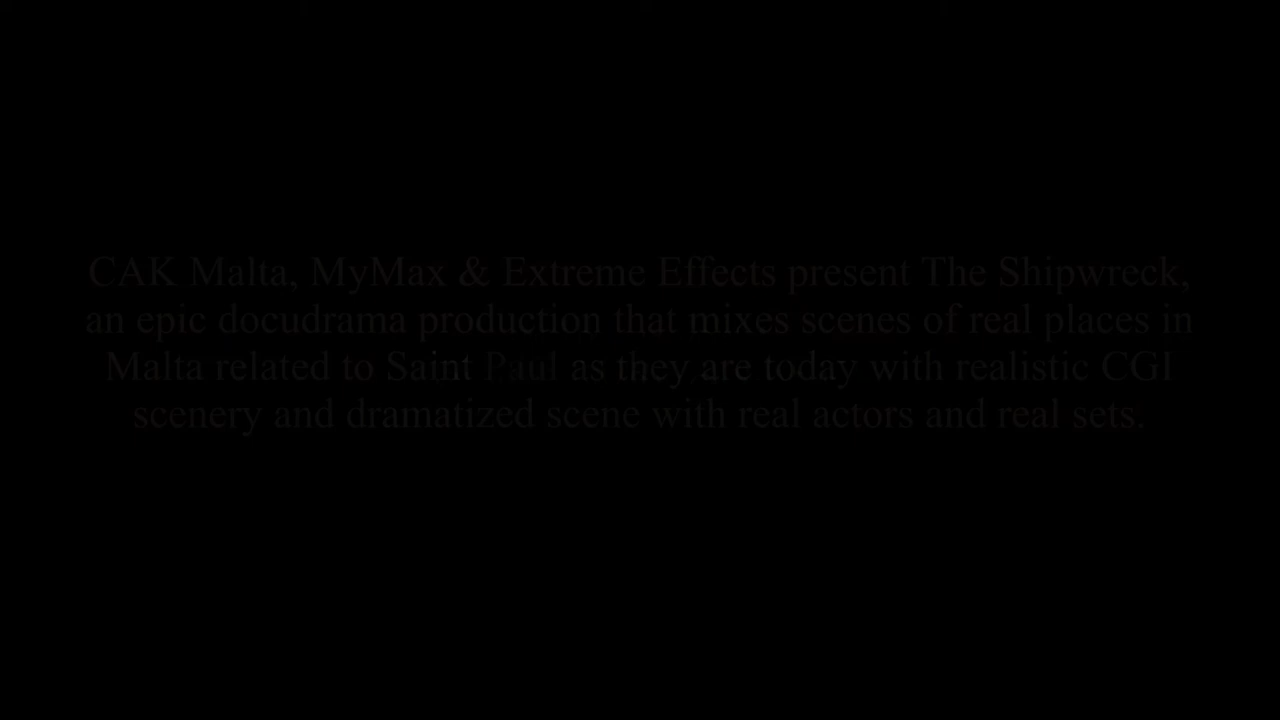 CAK Malta, MyMax & Extreme Effects present The Shipwreck,
an epic docudrama production that mixes scenes of real places in
Malta related to Saint Paul as they are today with realistic CGI
scenery and dramatized scene with real actors and real sets.